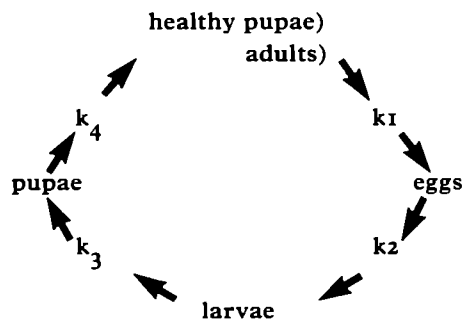 healthy pupae)
adults)
k1
eggs
k2
larvae
k3
pupae
k4